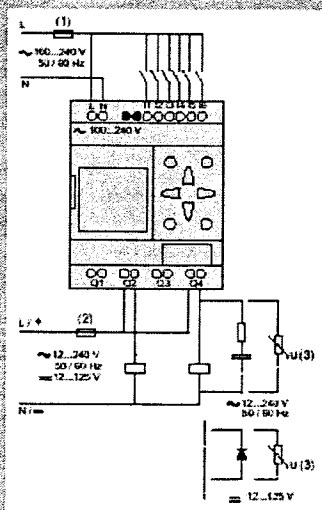 L (1)
~ 100...240 V
50 / 60 Hz
N
L N I1 I2 I3 I4 I5 I6
~ 100...240 V
Q1 Q2 Q3 Q4
L / + (2)
~ 12...240 V
50 / 60 Hz
⎓ 12...125 V
N / –
U (3)
~ 12...240 V
50 / 60 Hz
U (3)
⎓ 12...125 V